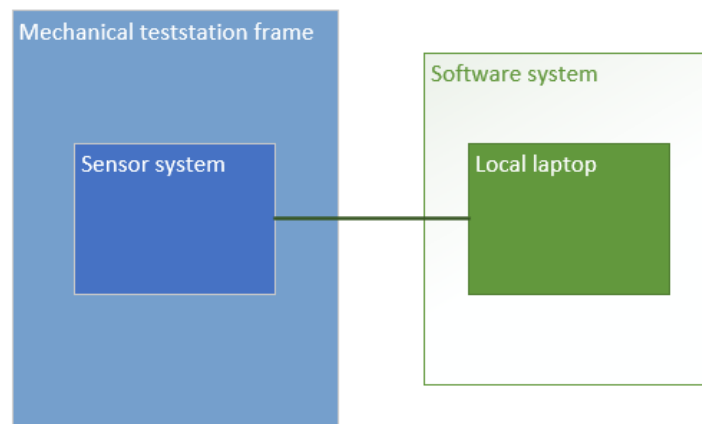 Mechanical teststation frame
Software system
Sensor system
Local laptop